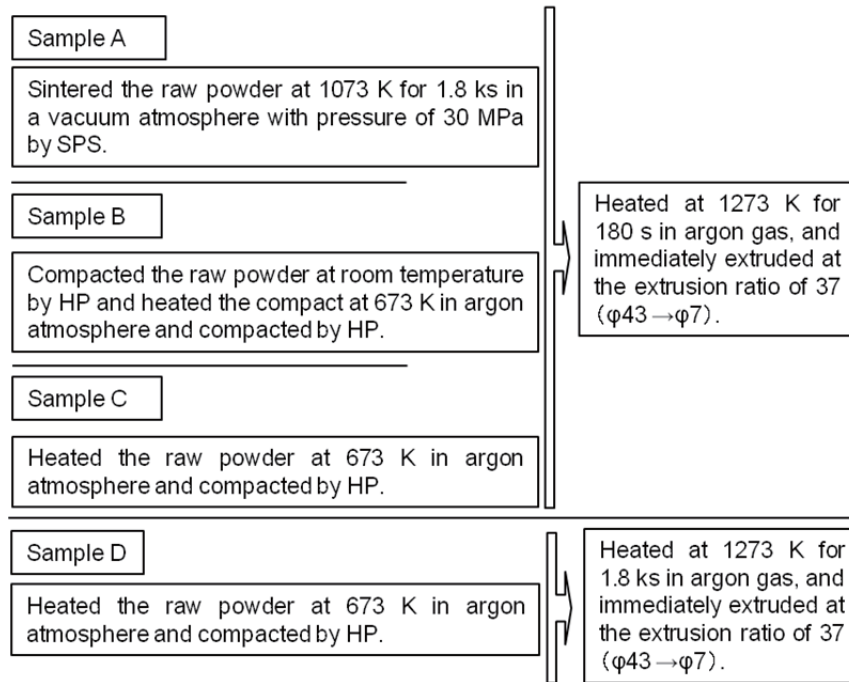 Sample A
Sintered the raw powder at 1073 K for 1.8 ks in
a vacuum atmosphere with pressure of 30 MPa
by SPS.
Sample B
Compacted the raw powder at room temperature
by HP and heated the compact at 673 K in argon
atmosphere and compacted by HP.
Sample C
Heated the raw powder at 673 K in argon
atmosphere and compacted by HP.
Heated at 1273 K for
180 s in argon gas, and
immediately extruded at
the extrusion ratio of 37
(φ43→φ7).
Sample D
Heated the raw powder at 673 K in argon
atmosphere and compacted by HP.
Heated at 1273 K for
1.8 ks in argon gas, and
immediately extruded at
the extrusion ratio of 37
(φ43→φ7).